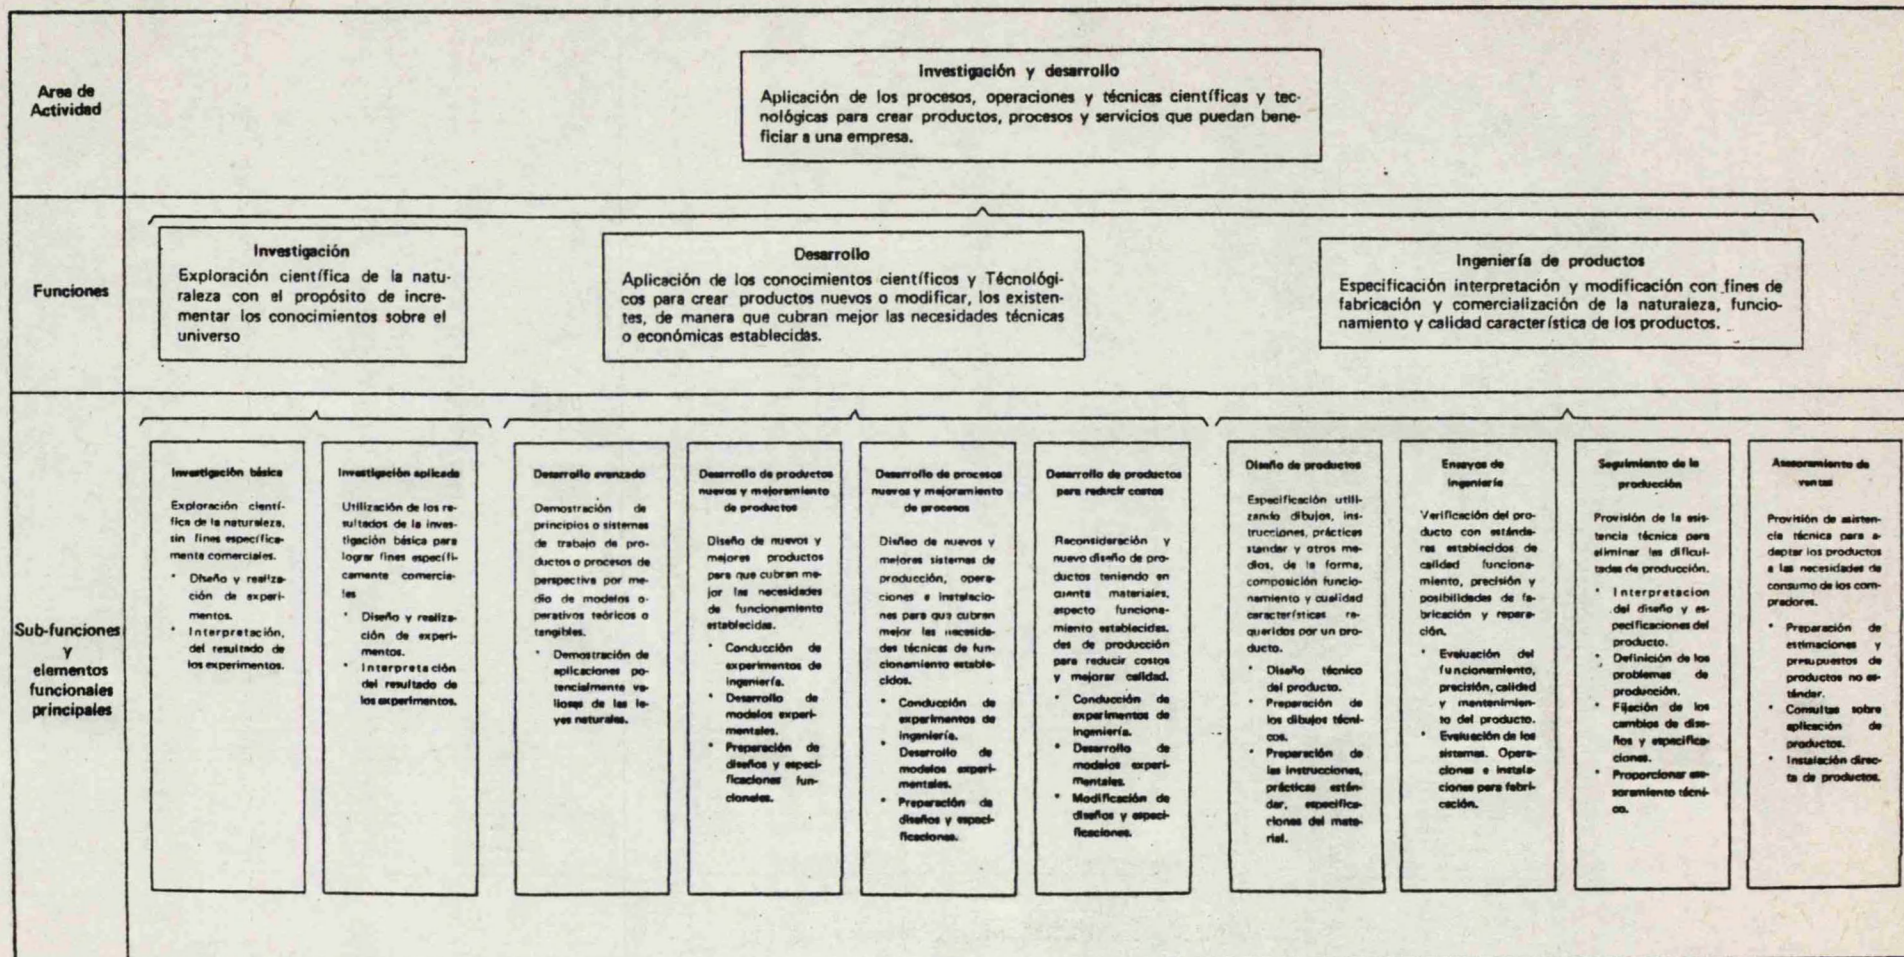 Area de
Actividad
Investigación y desarrollo
Aplicación de los procesos, operaciones y técnicas científicas y tec-
nológicas para crear productos, procesos y servicios que puedan bene-
ficiar a una empresa.
Funciones
Investigación
Exploración científica de la natu-
raleza con el propósito de incre-
mentar los conocimientos sobre el
universo
Desarrollo
Aplicación de los conocimientos científicos y Técnológi-
cos para crear productos nuevos o modificar, los existen-
tes, de manera que cubran mejor las necesidades técnicas
o económicas establecidas.
Ingeniería de productos
Especificación interpretación y modificación con fines de
fabricación y comercialización de la naturaleza, funcio-
namiento y calidad característica de los productos.
Sub-funciones
y
elementos
funcionales
principales
Investigación básica
Exploración cientí-
fica de la naturaleza,
sin fines específica-
mente comerciales.
* Diseño y realiza-
ción de experi-
mentos.
* Interpretación,
del resultado de
los experimentos.
Investigación aplicada
Utilización de los re-
sultados de la inves-
tigación básica para
lograr fines específi-
camente comercia-
les
* Diseño y realiza-
ción de experi-
mentos.
* Interpretación
del resultado de
los experimentos.
Desarrollo avanzado
Demostración de
principios o sistemas
de trabajo de pro-
ductos o procesos de
perspectiva por me-
dio de modelos o-
perativos teóricos o
tangibles.
* Demostración de
aplicaciones po-
tencialmente va-
liosas de las le-
yes naturales.
Desarrollo de productos
nuevos y mejoramiento
de productos
Diseño de nuevos y
mejores productos
para que cubran me-
jor las necesidades
de funcionamiento
establecidas.
* Conducción de
experimentos de
ingeniería.
* Desarrollo de
modelos experi-
mentales.
* Preparación de
diseños y especi-
ficaciones fun-
cionales.
Desarrollo de procesos
nuevos y mejoramiento
de procesos
Disñeo de nuevos y
mejores sistemas de
producción, opera-
ciones e instalacio-
nes para que cubran
mejor las necesida-
des técnicas de fun-
cionamiento estable-
cidos.
* Conducción de
experimentos de
ingeniería.
* Desarrollo de
modelos experi-
mentales.
* Preparación de
diseños y especi-
ficaciones.
Desarrollo de productos
para reducir costos
Reconsideración y
nuevo diseño de pro-
ductos teniendo en
cuenta materiales,
aspecto funciona-
miento establecidas.
des de producción
para reducir costos
y mejorar calidad.
* Conducción de
experimentos de
ingeniería.
* Desarrollo de
modelos experi-
mentales.
* Modificación de
diseños y especi-
ficaciones.
Diseño de productos
Especificación utili-
zando dibujos, ins-
trucciones, prácticas
standar y otros me-
dios, de la forma,
composición funcio-
namiento y cualidad
características re-
queridos por un pro-
ducto.
* Diseño técnico
del producto.
* Preparación de
los dibujos técni-
cos.
* Preparación de
las instrucciones,
prácticas están-
dar, especifica-
ciones del mate-
rial.
Ensayos de
Ingeniería
Verificación del pro-
ducto con estánda-
res establecidos de
calidad funciona-
miento, precisión y
posibilidades de fa-
bricación y repara-
ción.
* Evaluación del
funcionamiento,
precisión, calidad
y mantenimien-
to del producto.
* Evaluación de los
sistemas. Opera-
ciones e instala-
ciones para fabri-
cación.
Seguimiento de la
producción
Provisión de la asis-
tencia técnica para
eliminar las dificul-
tades de producción.
* Interpretacion
del diseño y es-
pecificaciones del
producto.
* Definición de los
problemas de
producción.
* Fijación de los
cambios de dise-
ños y especifica-
ciones.
* Proporcionar ase-
soramiento técni-
co.
Asesoramiento de
ventas
Provisión de asisten-
cia técnica para a-
daptar los productos
a las necesidades de
consumo de los com-
pradores.
* Preparación de
estimaciones y
presupuestos de
productos no es-
tándar.
* Consultas sobre
aplicación de
productos.
* Instalación direc-
ta de productos.